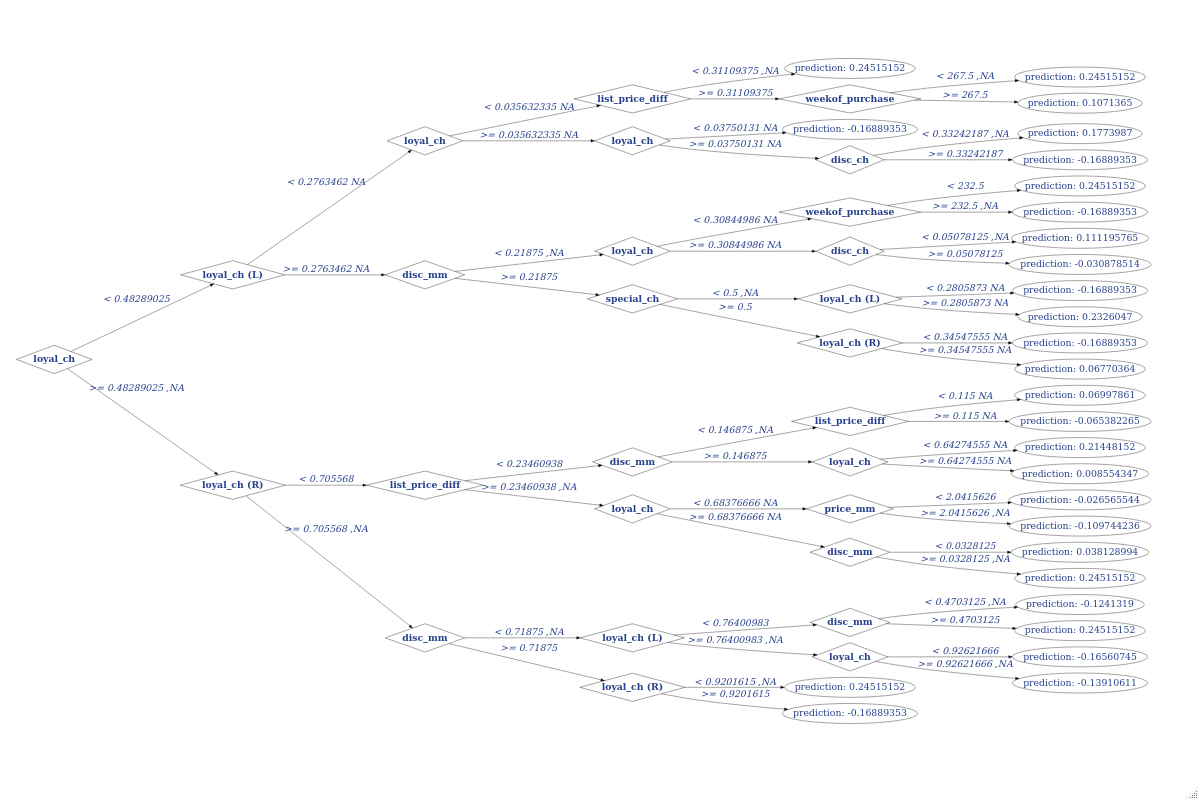 < 0.31109375 ,NA
prediction: 0.24515152
list_price_diff
>= 0.31109375
weekof_purchase
< 267.5 ,NA
prediction: 0.24515152
>= 267.5
prediction: 0.1071365
< 0.035632335 NA
loyal_ch
>= 0.035632335 NA
loyal_ch
< 0.03750131 NA
prediction: -0.16889353
>= 0.03750131 NA
disc_ch
< 0.33242187 ,NA
prediction: 0.1773987
>= 0.33242187
prediction: -0.16889353
< 0.2763462 NA
loyal_ch (L)
>= 0.2763462 NA
disc_mm
< 0.21875 ,NA
>= 0.21875
loyal_ch
< 0.30844986 NA
>= 0.30844986 NA
weekof_purchase
< 232.5
prediction: 0.24515152
>= 232.5 ,NA
prediction: -0.16889353
disc_ch
< 0.05078125 ,NA
prediction: 0.111195765
>= 0.05078125
prediction: -0.030878514
special_ch
< 0.5 ,NA
>= 0.5
loyal_ch (L)
< 0.2805873 NA
prediction: -0.16889353
>= 0.2805873 NA
prediction: 0.2326047
loyal_ch (R)
< 0.34547555 NA
prediction: -0.16889353
>= 0.34547555 NA
prediction: 0.06770364
< 0.48289025
loyal_ch
>= 0.48289025 ,NA
loyal_ch (R)
< 0.705568
>= 0.705568 ,NA
list_price_diff
< 0.23460938
>= 0.23460938 ,NA
disc_mm
< 0.146875 ,NA
>= 0.146875
list_price_diff
< 0.115 NA
prediction: 0.06997861
>= 0.115 NA
prediction: -0.065382265
loyal_ch
< 0.64274555 NA
prediction: 0.21448152
>= 0.64274555 NA
prediction: 0.008554347
loyal_ch
< 0.68376666 NA
>= 0.68376666 NA
price_mm
< 2.0415626
prediction: -0.026565544
>= 2.0415626 ,NA
prediction: -0.109744236
disc_mm
< 0.0328125
prediction: 0.038128994
>= 0.0328125 ,NA
prediction: 0.24515152
disc_mm
< 0.71875 ,NA
>= 0.71875
loyal_ch (L)
< 0.76400983
>= 0.76400983 ,NA
disc_mm
< 0.4703125 ,NA
prediction: -0.1241319
>= 0.4703125
prediction: 0.24515152
loyal_ch
< 0.92621666
prediction: -0.16560745
>= 0.92621666 ,NA
prediction: -0.13910611
loyal_ch (R)
< 0.9201615 ,NA
prediction: 0.24515152
>= 0.9201615
prediction: -0.16889353